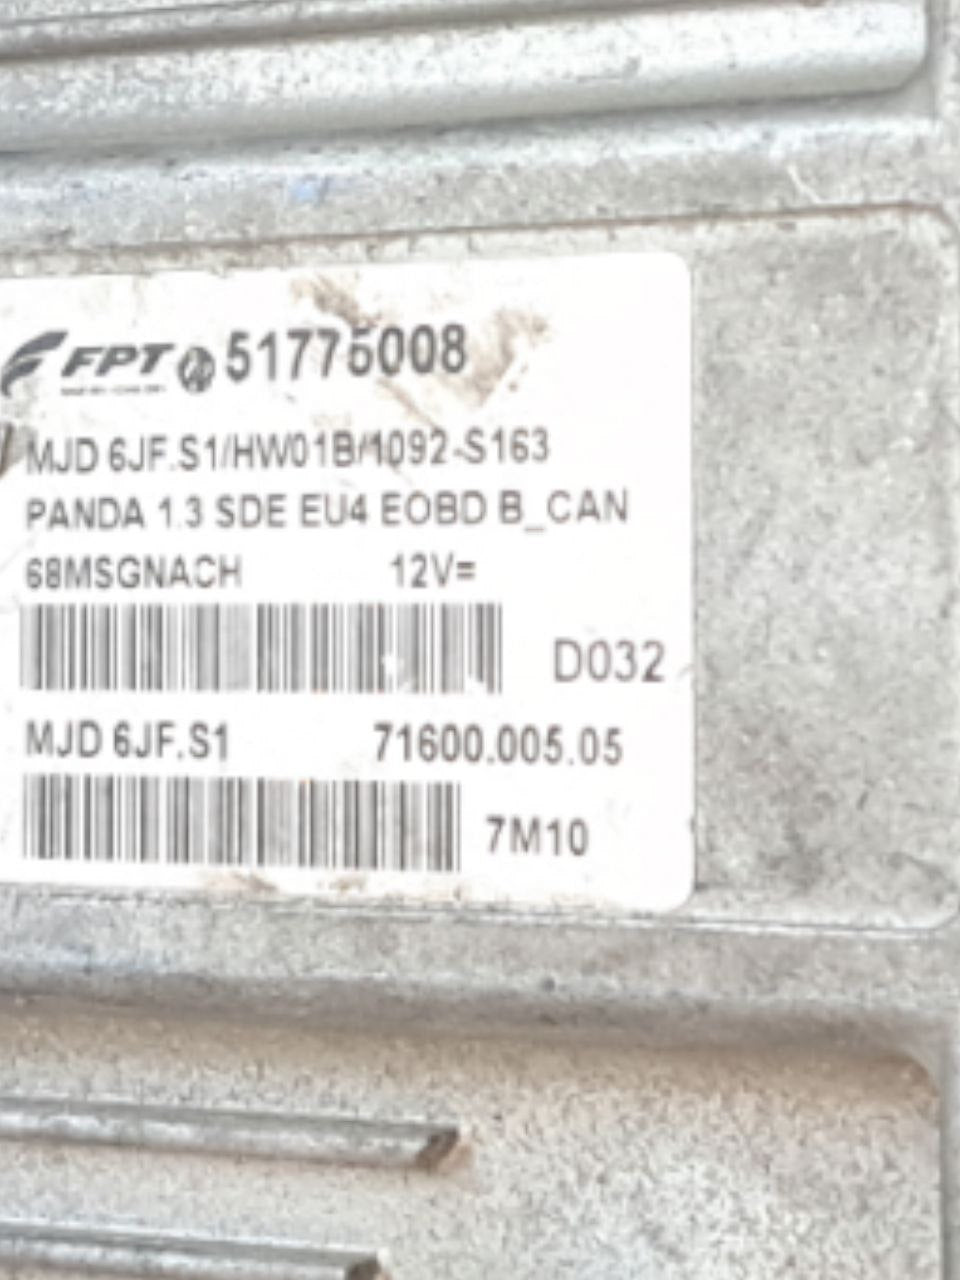 FPT 51776008
MJD 6JF.S1/HW01B/1092-S163
PANDA 1.3 SDE EU4 EOBD B_CAN
68MSGNACH 12V=
D032
MJD 6JF.S1 71600.005.05
7M10